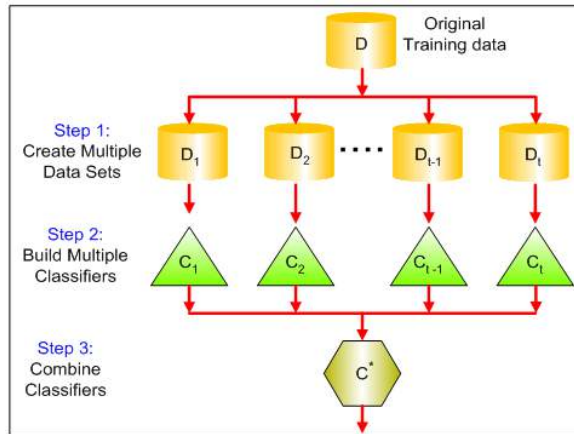 Original
Training data
D
Step 1:
Create Multiple
Data Sets
D1
D2
....
Dt-1
Dt
Step 2:
Build Multiple
Classifiers
C1
C2
Ct-1
Ct
Step 3:
Combine
Classifiers
C*